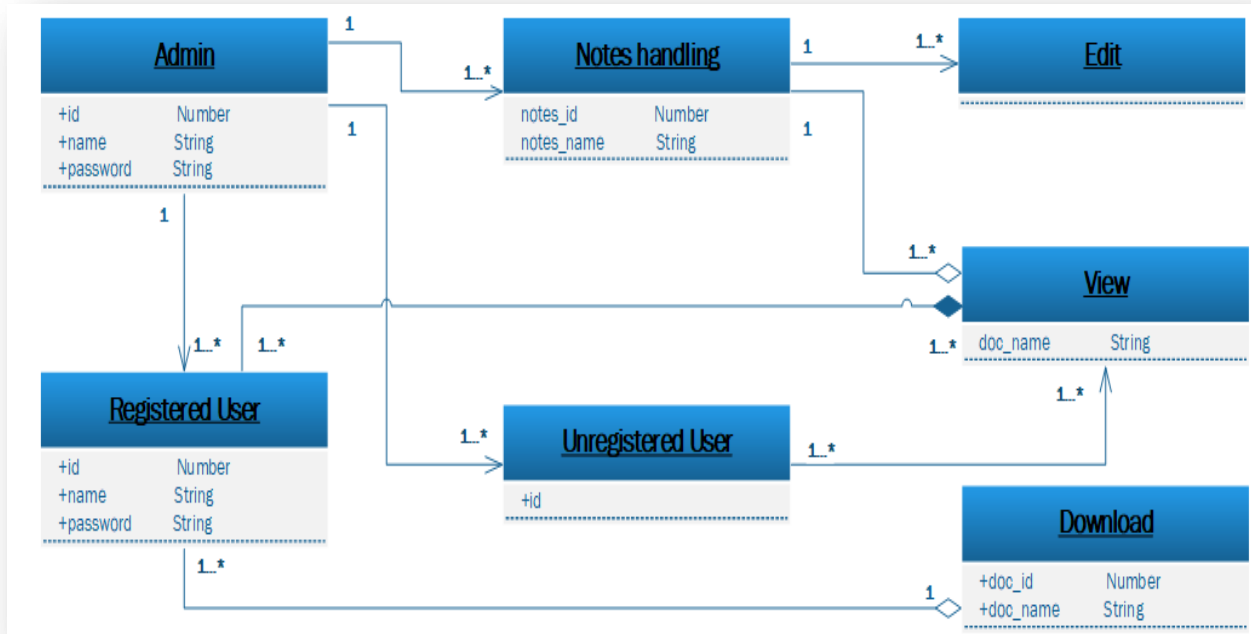 Admin
+id Number
+name String
+password String
1
1...*
1
Notes handling
notes_id Number
notes_name String
1
1...*
1
Edit
1...*
View
doc_name String
1...*
1
1...*
1...*
Registered User
+id Number
+name String
+password String
1...*
Unregistered User
+id
1...*
1...*
1...*
1
Download
+doc_id Number
+doc_name String